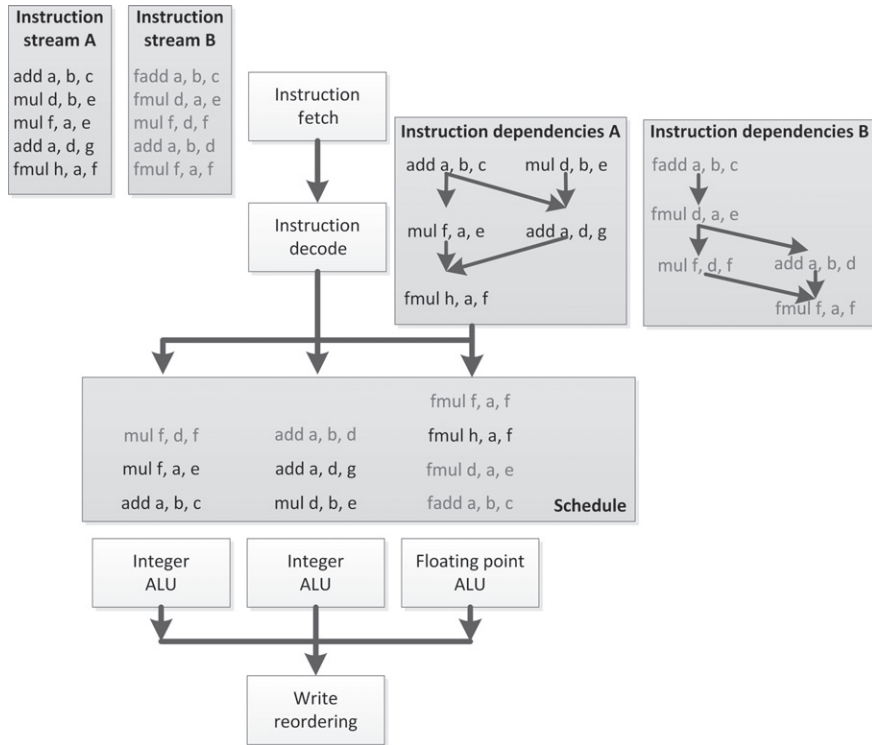 Instruction
stream A
add a, b, c
mul d, b, e
mul f, a, e
add a, d, g
fmul h, a, f
Instruction
stream B
fadd a, b, c
fmul d, a, e
mul f, d, f
add a, b, d
fmul f, a, f
Instruction
fetch
Instruction
decode
Instruction dependencies A
add a, b, c mul d, b, e
mul f, a, e add a, d, g
fmul h, a, f
Instruction dependencies B
fadd a, b, c
fmul d, a, e
mul f, d, f add a, b, d
fmul f, a, f
fmul f, a, f
mul f, d, f add a, b, d fmul h, a, f
mul f, a, e add a, d, g fmul d, a, e
add a, b, c mul d, b, e fadd a, b, c
Schedule
Integer
ALU
Integer
ALU
Floating point
ALU
Write
reordering